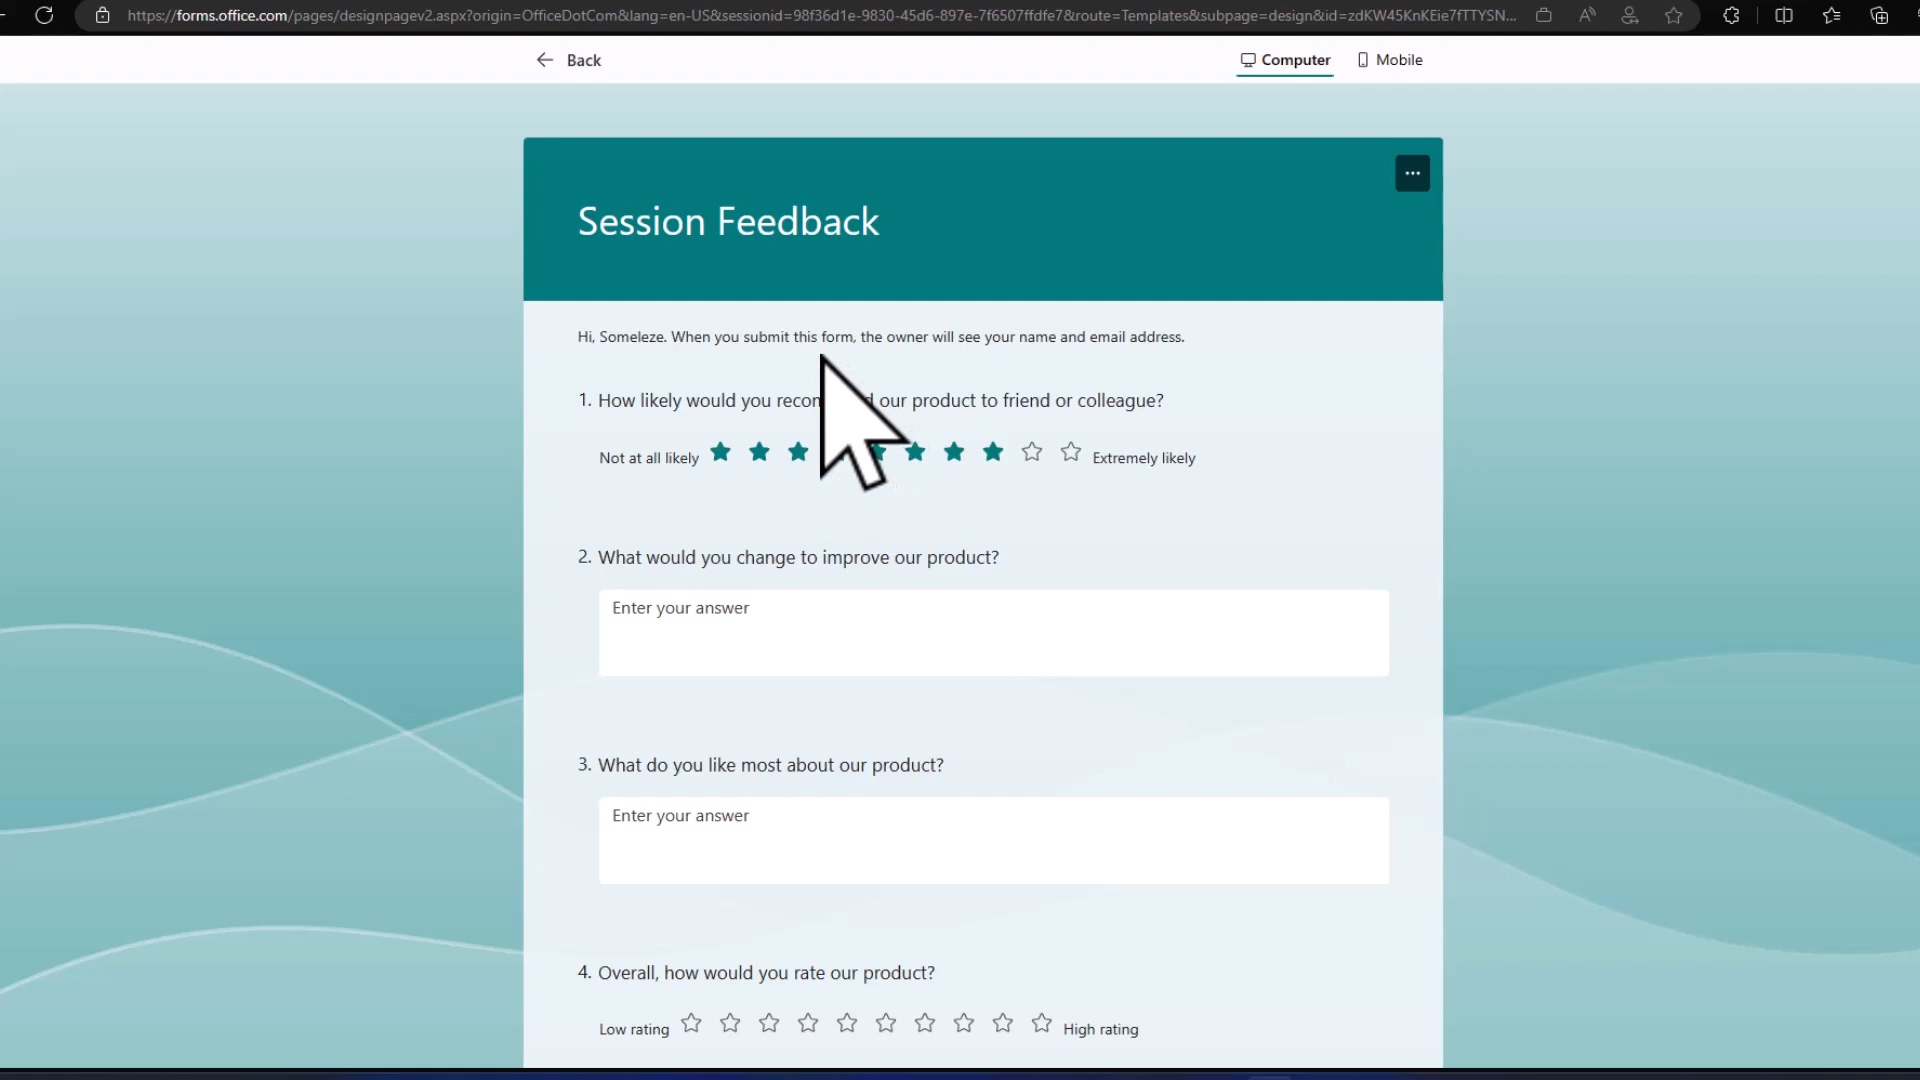 https://forms.office.com/pages/designpagev2.aspx?origin=OfficeDotCom&lang=en-US&sessionid=98f36d1e-9830-45d6-897e-7f6507ffdfe7&route=Templates&subpage=design&id=zdKW45KnKEie7fTTYSN...
Back
Computer Mobile
Session Feedback
Hi, Someleze. When you submit this form, the owner will see your name and email address.
1. How likely would you recon d our product to friend or colleague?
Not at all likely Extremely likely
2. What would you change to improve our product?
Enter your answer
3. What do you like most about our product?
Enter your answer
4. Overall, how would you rate our product?
Low rating High rating